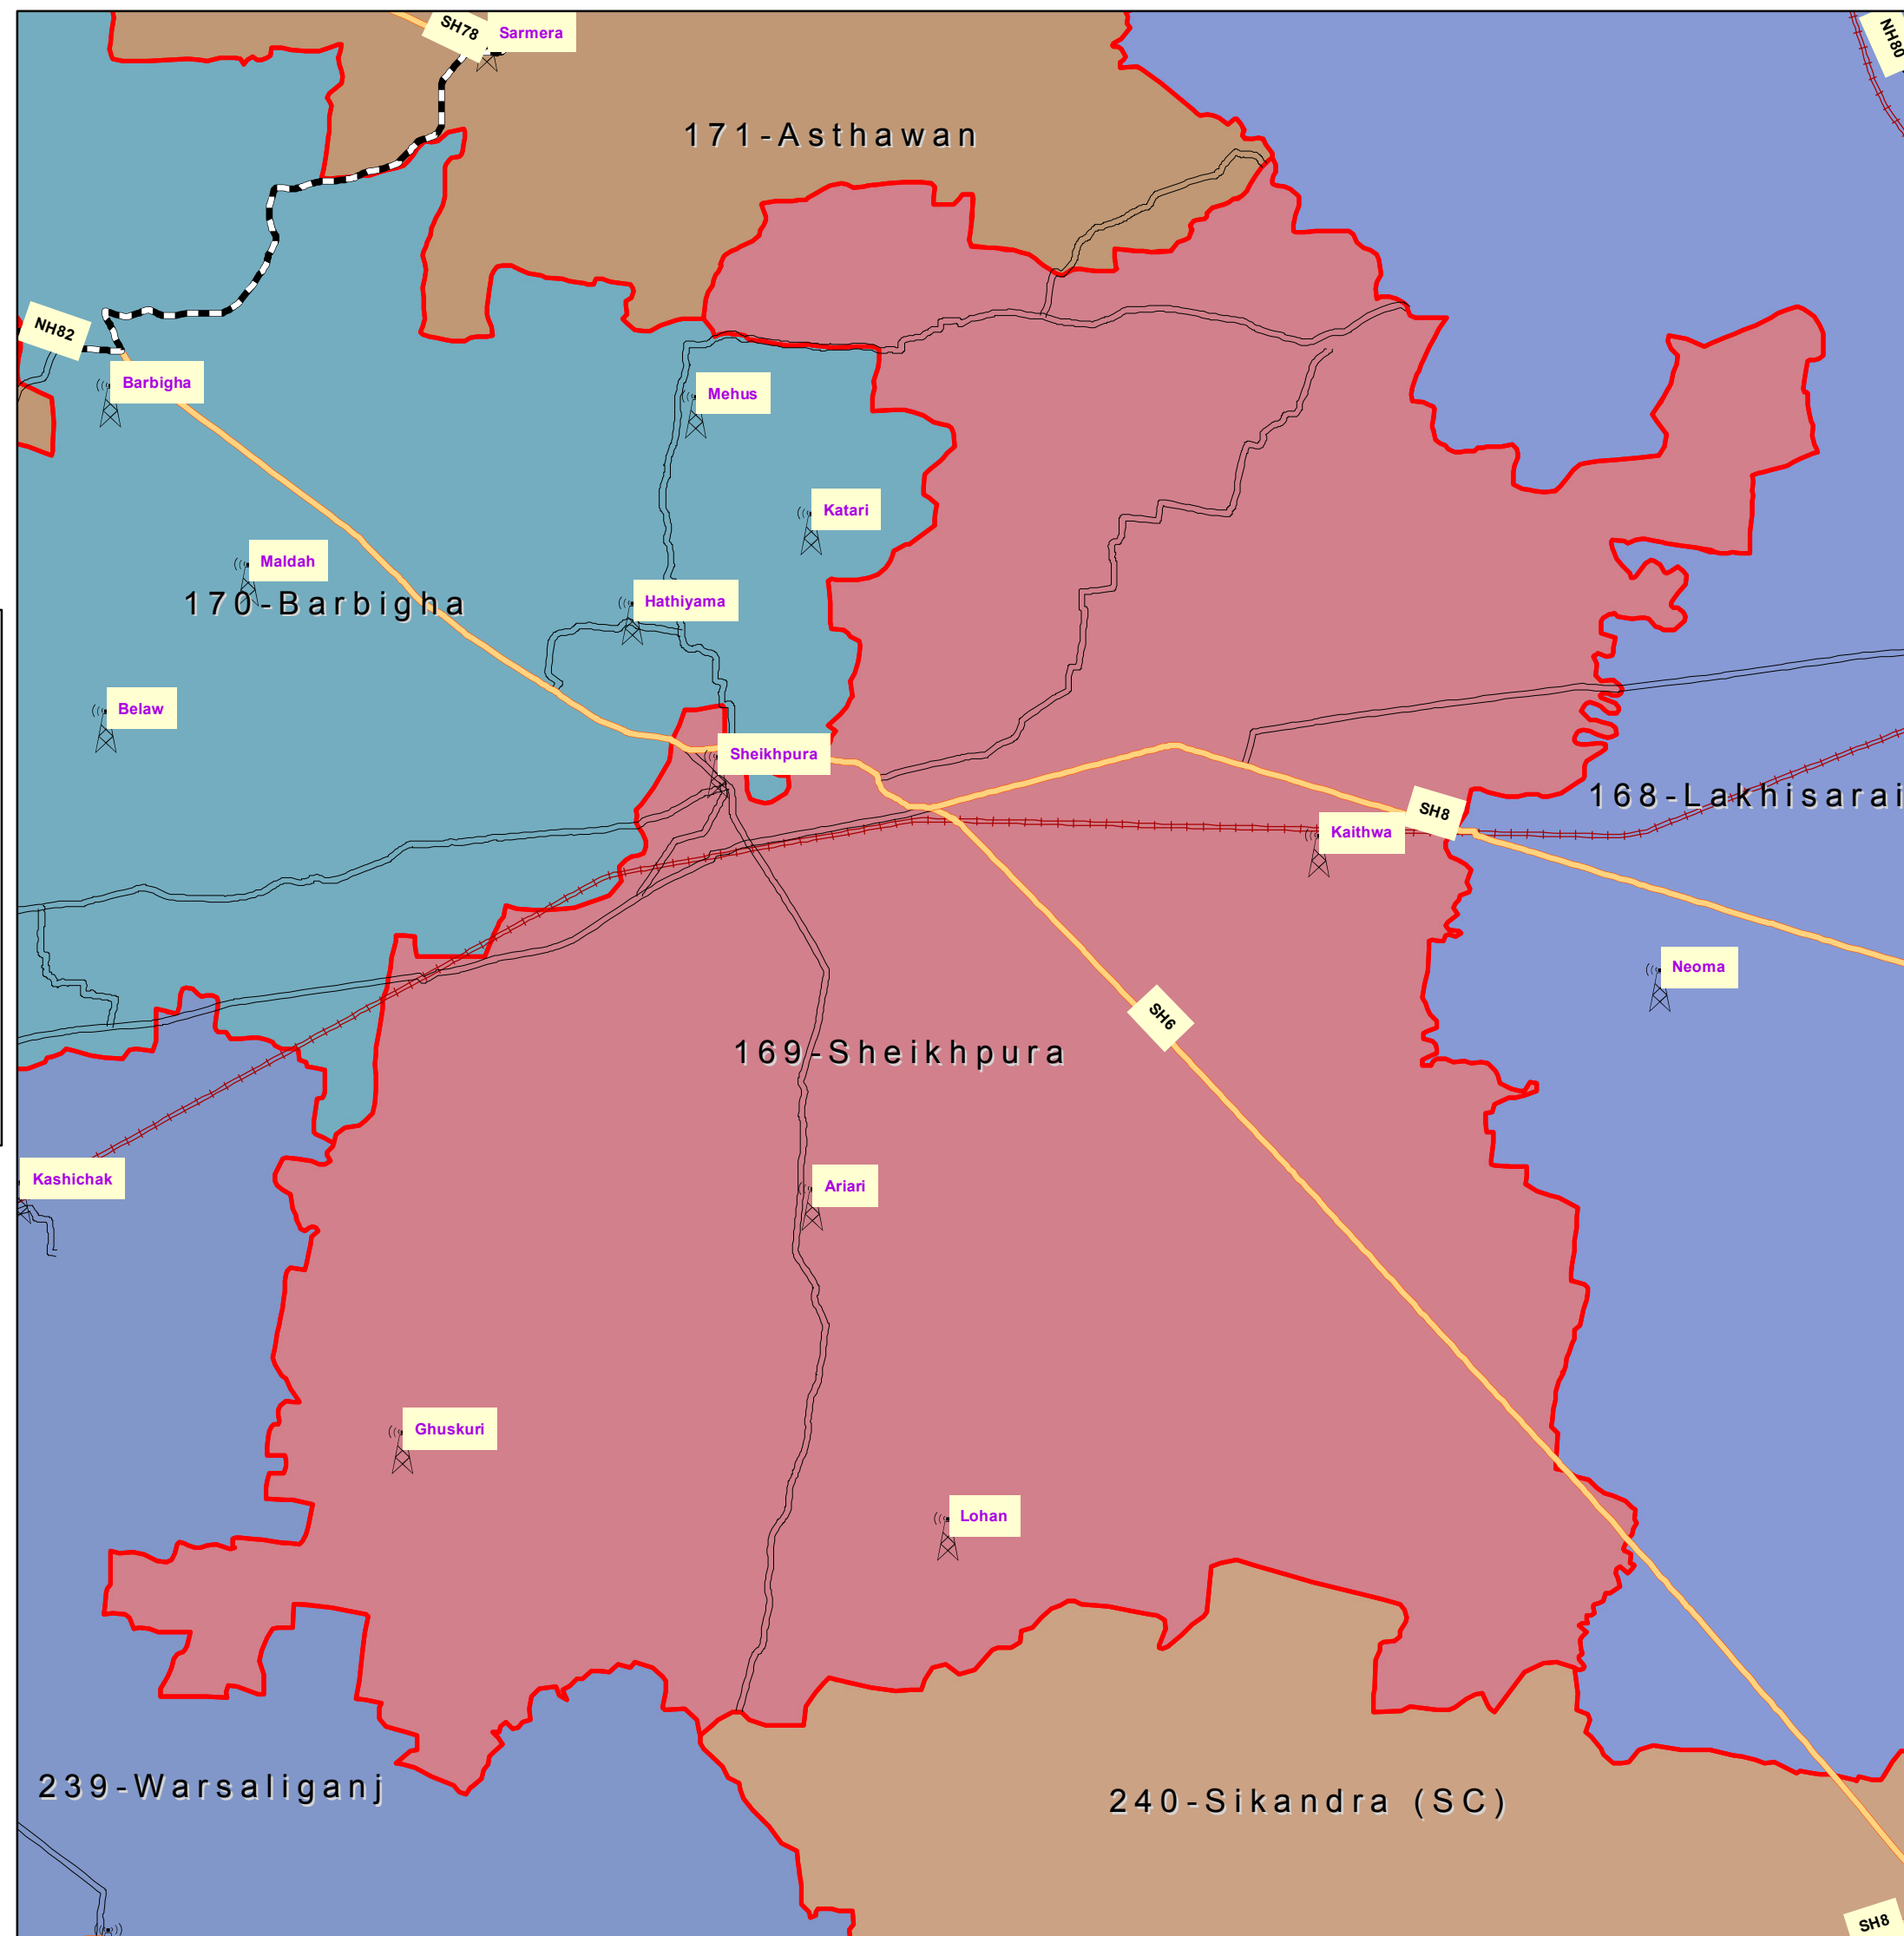 SH78
Sarmera
NH80
171-Asthawan
NH82
Barbigha
Mehus
Katari
Maldah
170-Barbigha
Hathiyama
Belaw
Sheikhpura
168-Lakhisarai
SH8
Kaithwa
Neoma
SH6
169-Sheikhpura
Kashichak
Ariari
Ghuskuri
Lohan
239-Warsaliganj
240-Sikandra (SC)
SH8